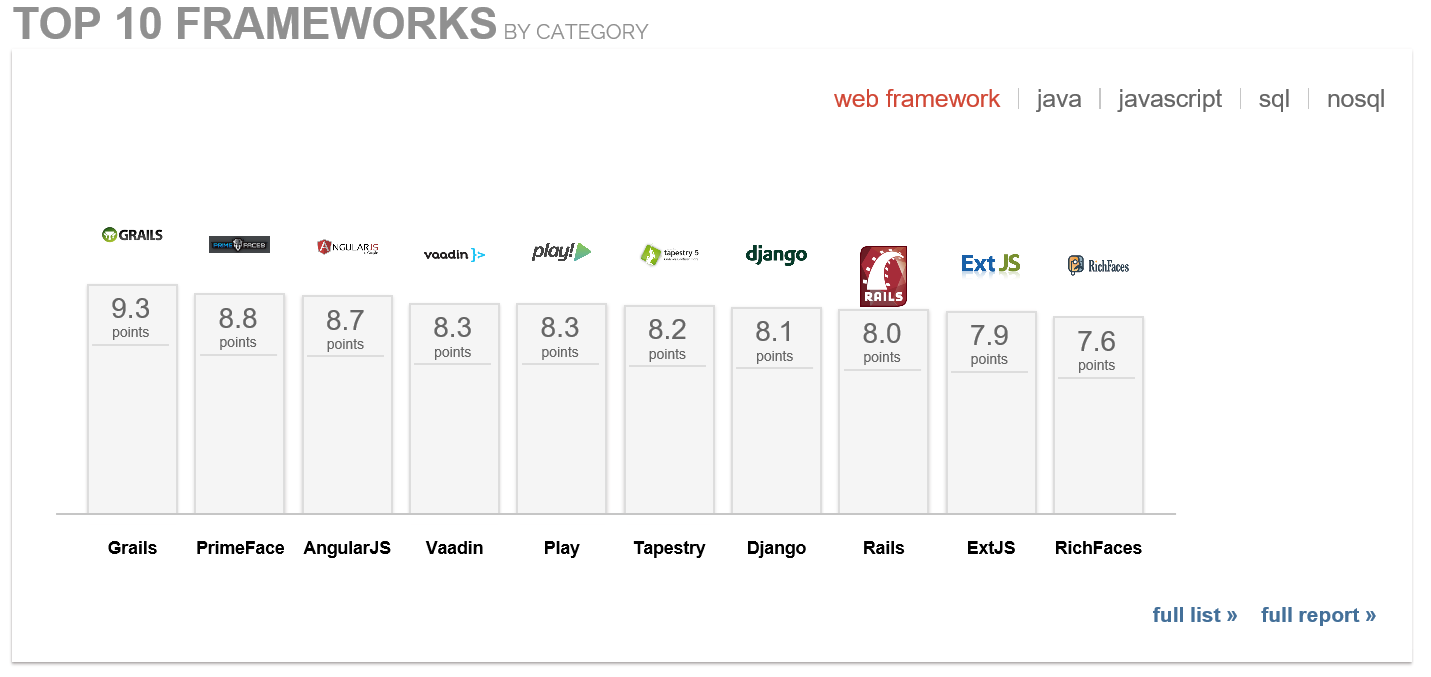 TOP 10 FRAMEWORKS BY CATEGORY
web framework java javascript sql nosql
GRAILS
PRIME FACES
ANGULARJS
vaadin }>
play!
tapestry 5
django
RAILS
Ext JS
RichFaces
9.3 8.8 8.7 8.3 8.3 8.2 8.1 8.0 7.9 7.6
points points points points points points points points points points
Grails PrimeFace AngularJS Vaadin Play Tapestry Django Rails ExtJS RichFaces
full list » full report »